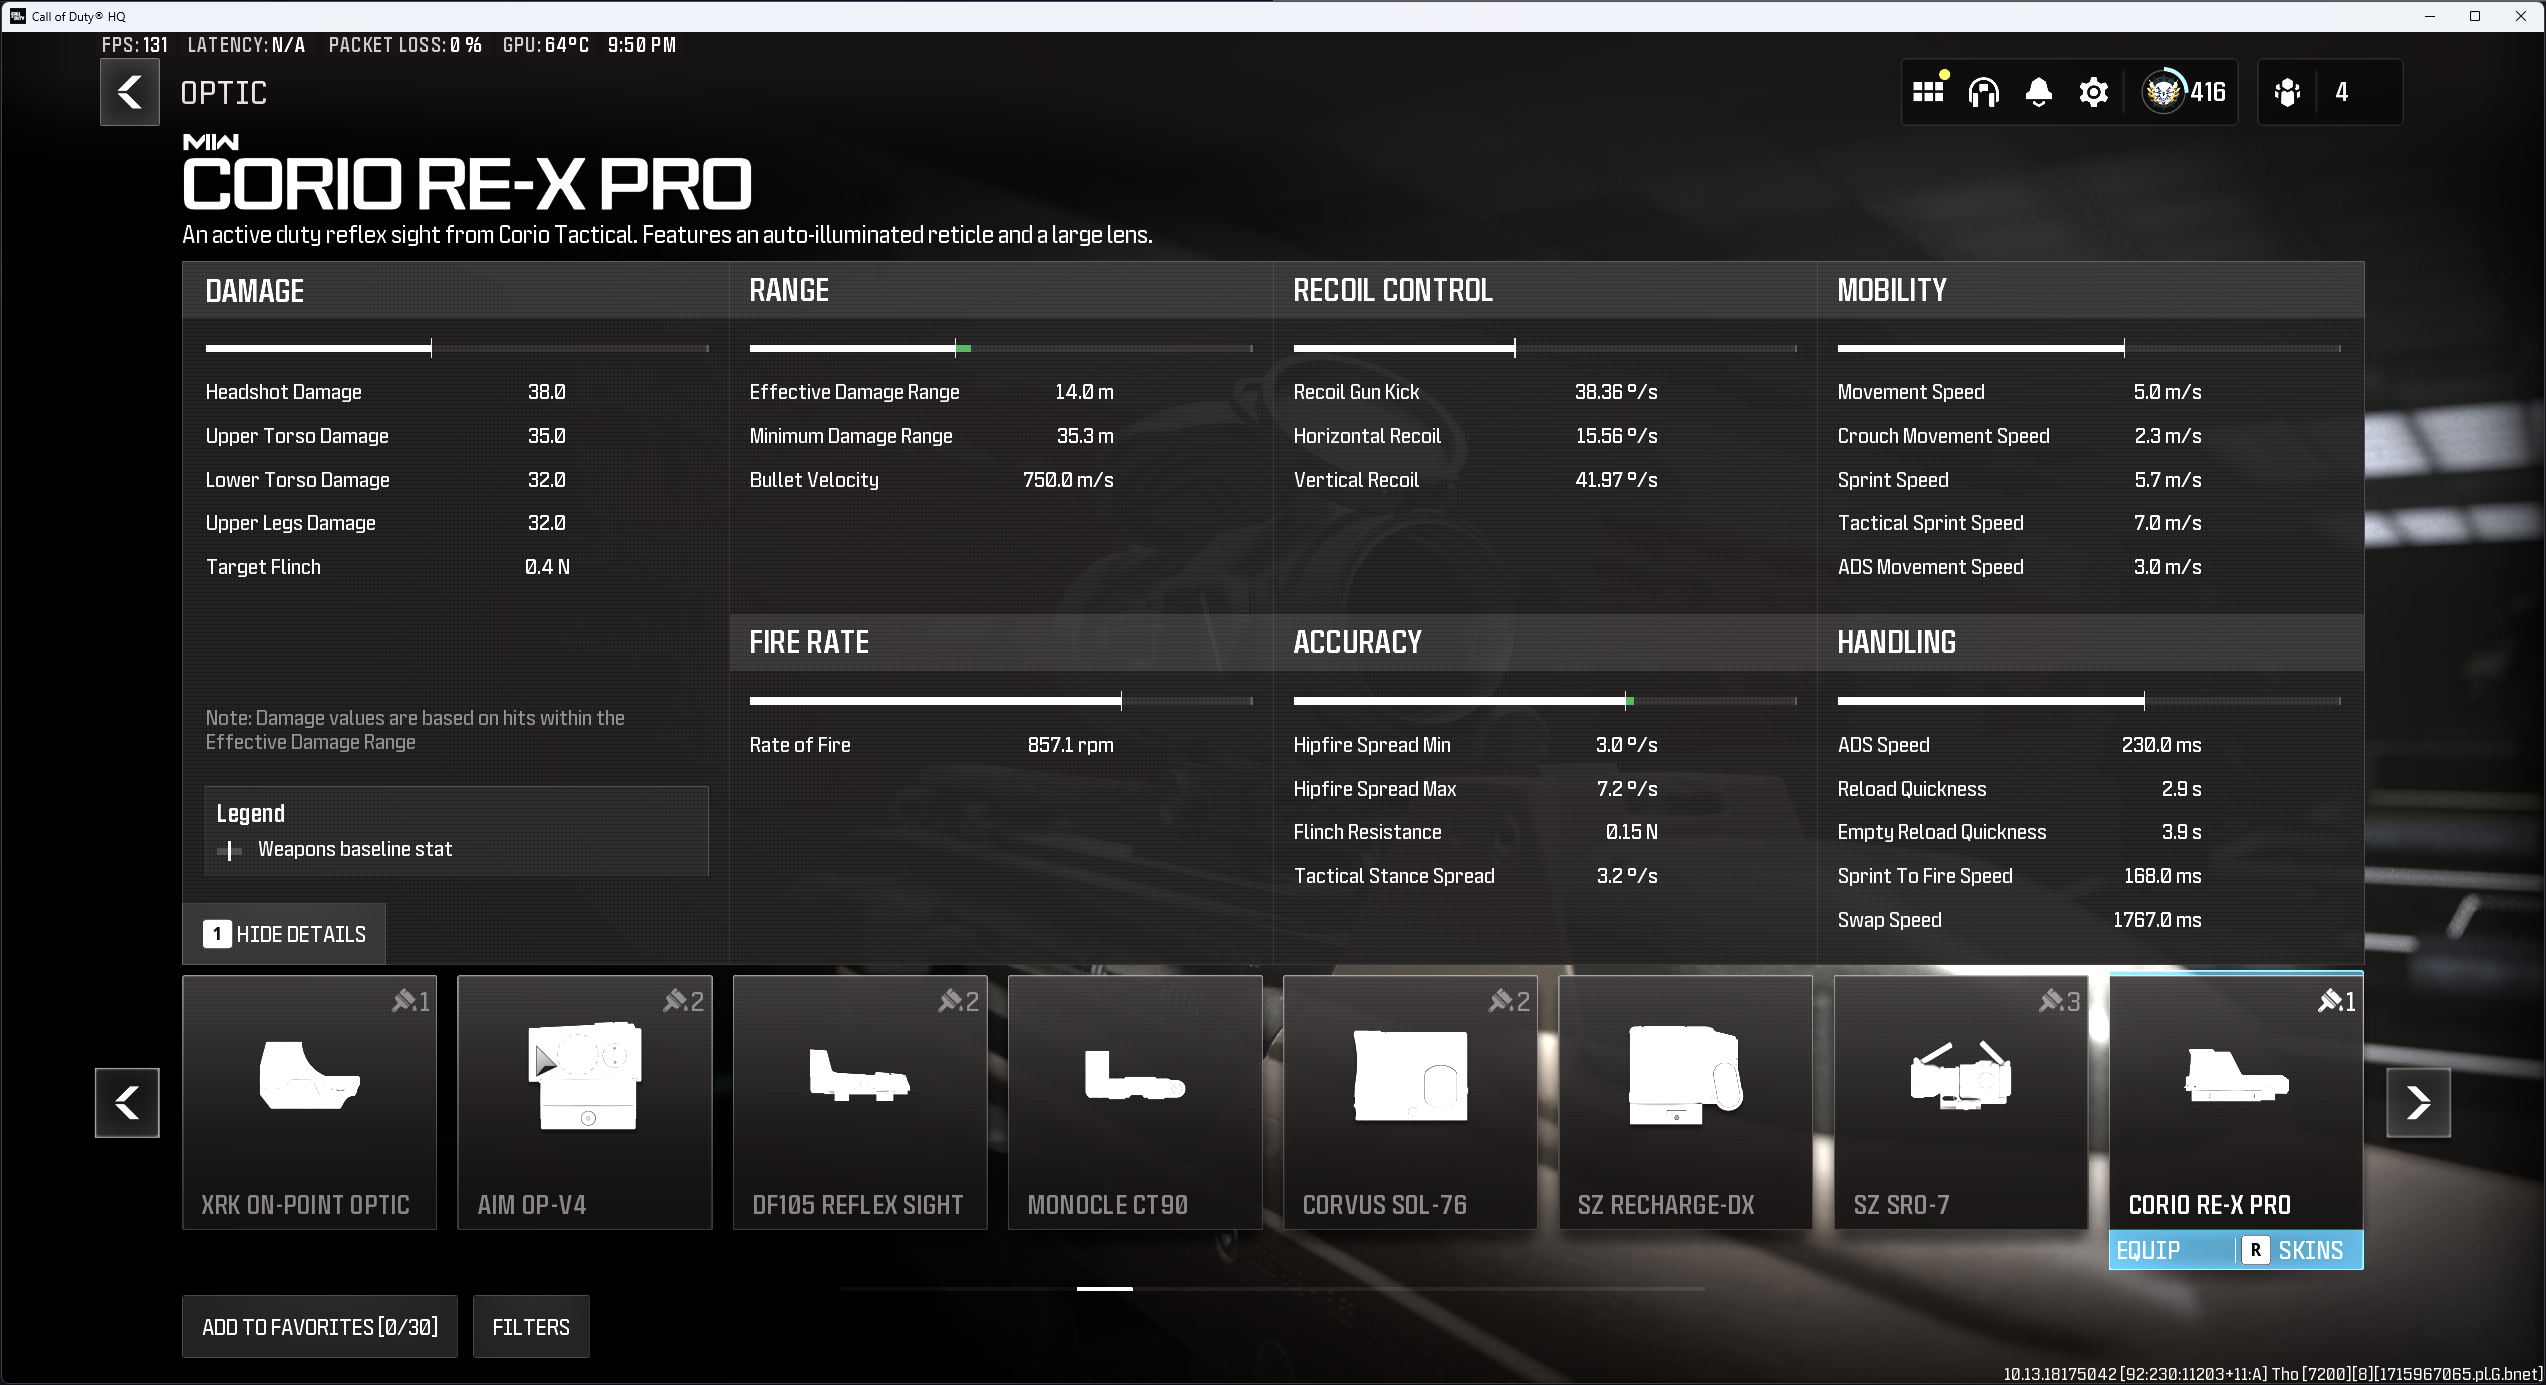 Call of Duty® HQ
FPS: 131 LATENCY: N/A PACKET LOSS: 0 % GPU: 64ºC 9:50 PM
OPTIC
416
4
MW
CORIO RE-X PRO
An active duty reflex sight from Corio Tactical. Features an auto-illuminated reticle and a large lens.
DAMAGE
Headshot Damage 38.0
Upper Torso Damage 35.0
Lower Torso Damage 32.0
Upper Legs Damage 32.0
Target Flinch 0.4 N
Note: Damage values are based on hits within the
Effective Damage Range
Legend
Weapons baseline stat
1 HIDE DETAILS
RANGE
Effective Damage Range 14.0 m
Minimum Damage Range 35.3 m
Bullet Velocity 750.0 m/s
FIRE RATE
Rate of Fire 857.1 rpm
RECOIL CONTROL
Recoil Gun Kick 38.36 º/s
Horizontal Recoil 15.56 º/s
Vertical Recoil 41.97 º/s
ACCURACY
Hipfire Spread Min 3.0 º/s
Hipfire Spread Max 7.2 º/s
Flinch Resistance 0.15 N
Tactical Stance Spread 3.2 º/s
MOBILITY
Movement Speed 5.0 m/s
Crouch Movement Speed 2.3 m/s
Sprint Speed 5.7 m/s
Tactical Sprint Speed 7.0 m/s
ADS Movement Speed 3.0 m/s
HANDLING
ADS Speed 230.0 ms
Reload Quickness 2.9 s
Empty Reload Quickness 3.9 s
Sprint To Fire Speed 168.0 ms
Swap Speed 1767.0 ms
1
XRK ON-POINT OPTIC
2
AIM OP-V4
2
DF105 REFLEX SIGHT
MONOCLE CT90
2
CORVUS SOL-76
SZ RECHARGE-DX
3
SZ SRO-7
1
CORIO RE-X PRO
EQUIP R SKINS
ADD TO FAVORITES [0/30] FILTERS
10.13.18175042 [92:230:11203+11:A] Tho [7200][8][1715967065.pl.G.bnet]